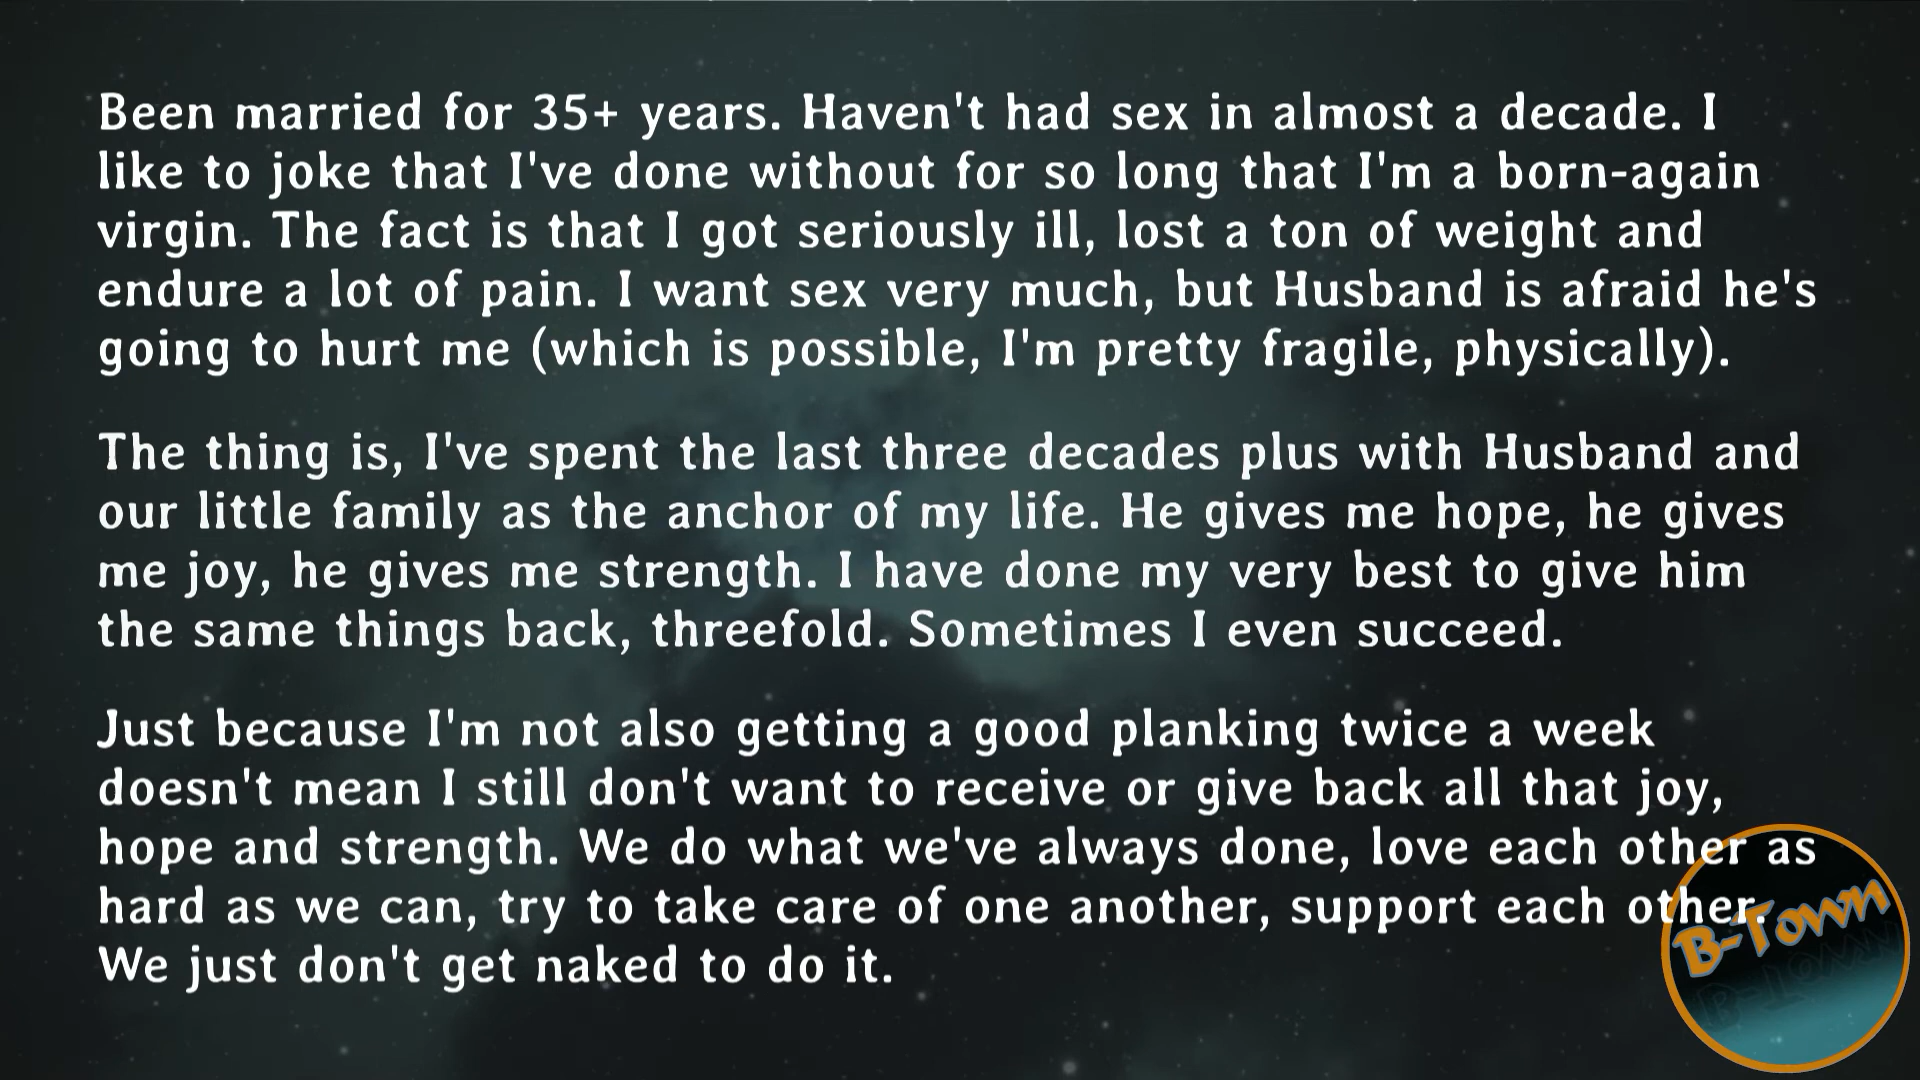 Been married for 35+ years. Haven't had sex in almost a decade. I
like to joke that I've done without for so long that I'm a born-again
virgin. The fact is that I got seriously ill, lost a ton of weight and
endure a lot of pain. I want sex very much, but Husband is afraid he's
going to hurt me (which is possible, I'm pretty fragile, physically).
The thing is, I've spent the last three decades plus with Husband and
our little family as the anchor of my life. He gives me hope, he gives
me joy, he gives me strength. I have done my very best to give him
the same things back, threefold. Sometimes I even succeed.
Just because I'm not also getting a good planking twice a week
doesn't mean I still don't want to receive or give back all that joy,
hope and strength. We do what we've always done, love each other as
hard as we can, try to take care of one another, support each other.
We just don't get naked to do it.
B-Town
B-Town